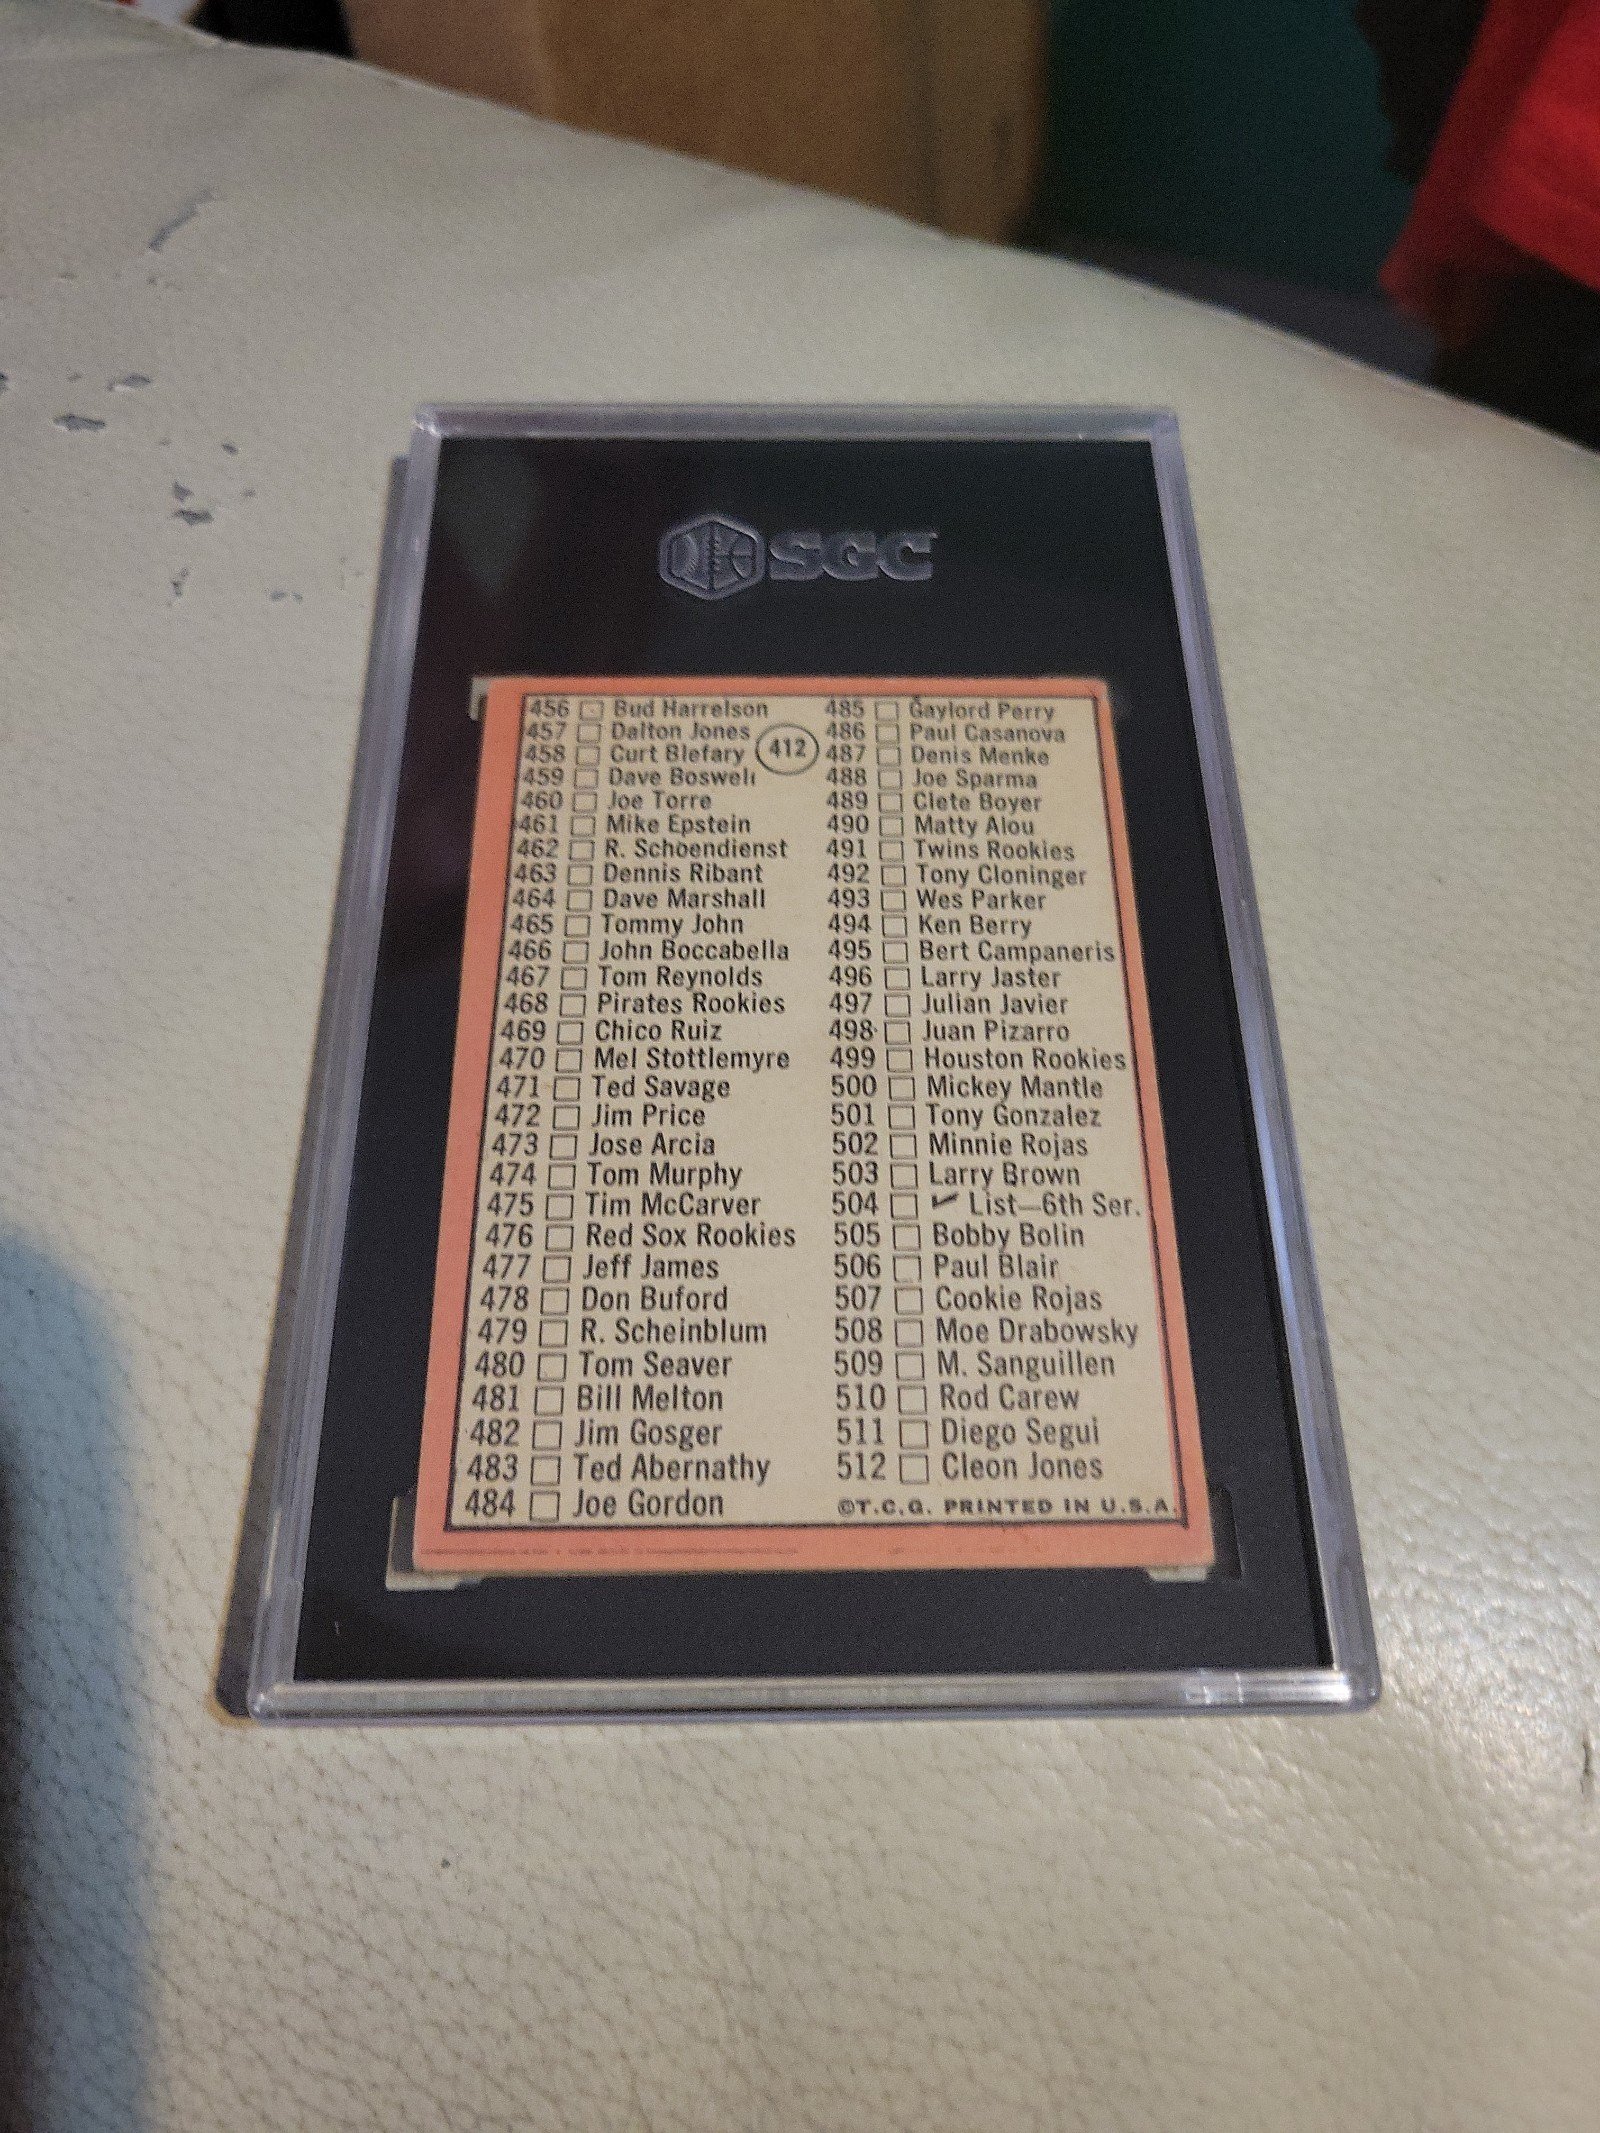 SGC
456 Bud Harrelson
457 Dalton Jones
458 Curt Blefary
412
459 Dave Boswell
460 Joe Torre
461 Mike Epstein
462 R. Schoendienst
463 Dennis Ribant
464 Dave Marshall
465 Tommy John
466 John Boccabella
467 Tom Reynolds
468 Pirates Rookies
469 Chico Ruiz
470 Mel Stottlemyre
471 Ted Savage
472 Jim Price
473 Jose Arcia
474 Tom Murphy
475 Tim McCarver
476 Red Sox Rookies
477 Jeff James
478 Don Buford
479 R. Scheinblum
480 Tom Seaver
481 Bill Melton
482 Jim Gosger
483 Ted Abernathy
484 Joe Gordon
485 Gaylord Perry
486 Paul Casanova
487 Denis Menke
488 Joe Sparma
489 Clete Boyer
490 Matty Alou
491 Twins Rookies
492 Tony Cloninger
493 Wes Parker
494 Ken Berry
495 Bert Campaneris
496 Larry Jaster
497 Julian Javier
498 Juan Pizarro
499 Houston Rookies
500 Mickey Mantle
501 Tony Gonzalez
502 Minnie Rojas
503 Larry Brown
504 ✓ List—6th Ser.
505 Bobby Bolin
506 Paul Blair
507 Cookie Rojas
508 Moe Drabowsky
509 M. Sanguillen
510 Rod Carew
511 Diego Segui
512 Cleon Jones
©T.C.G. PRINTED IN U.S.A.